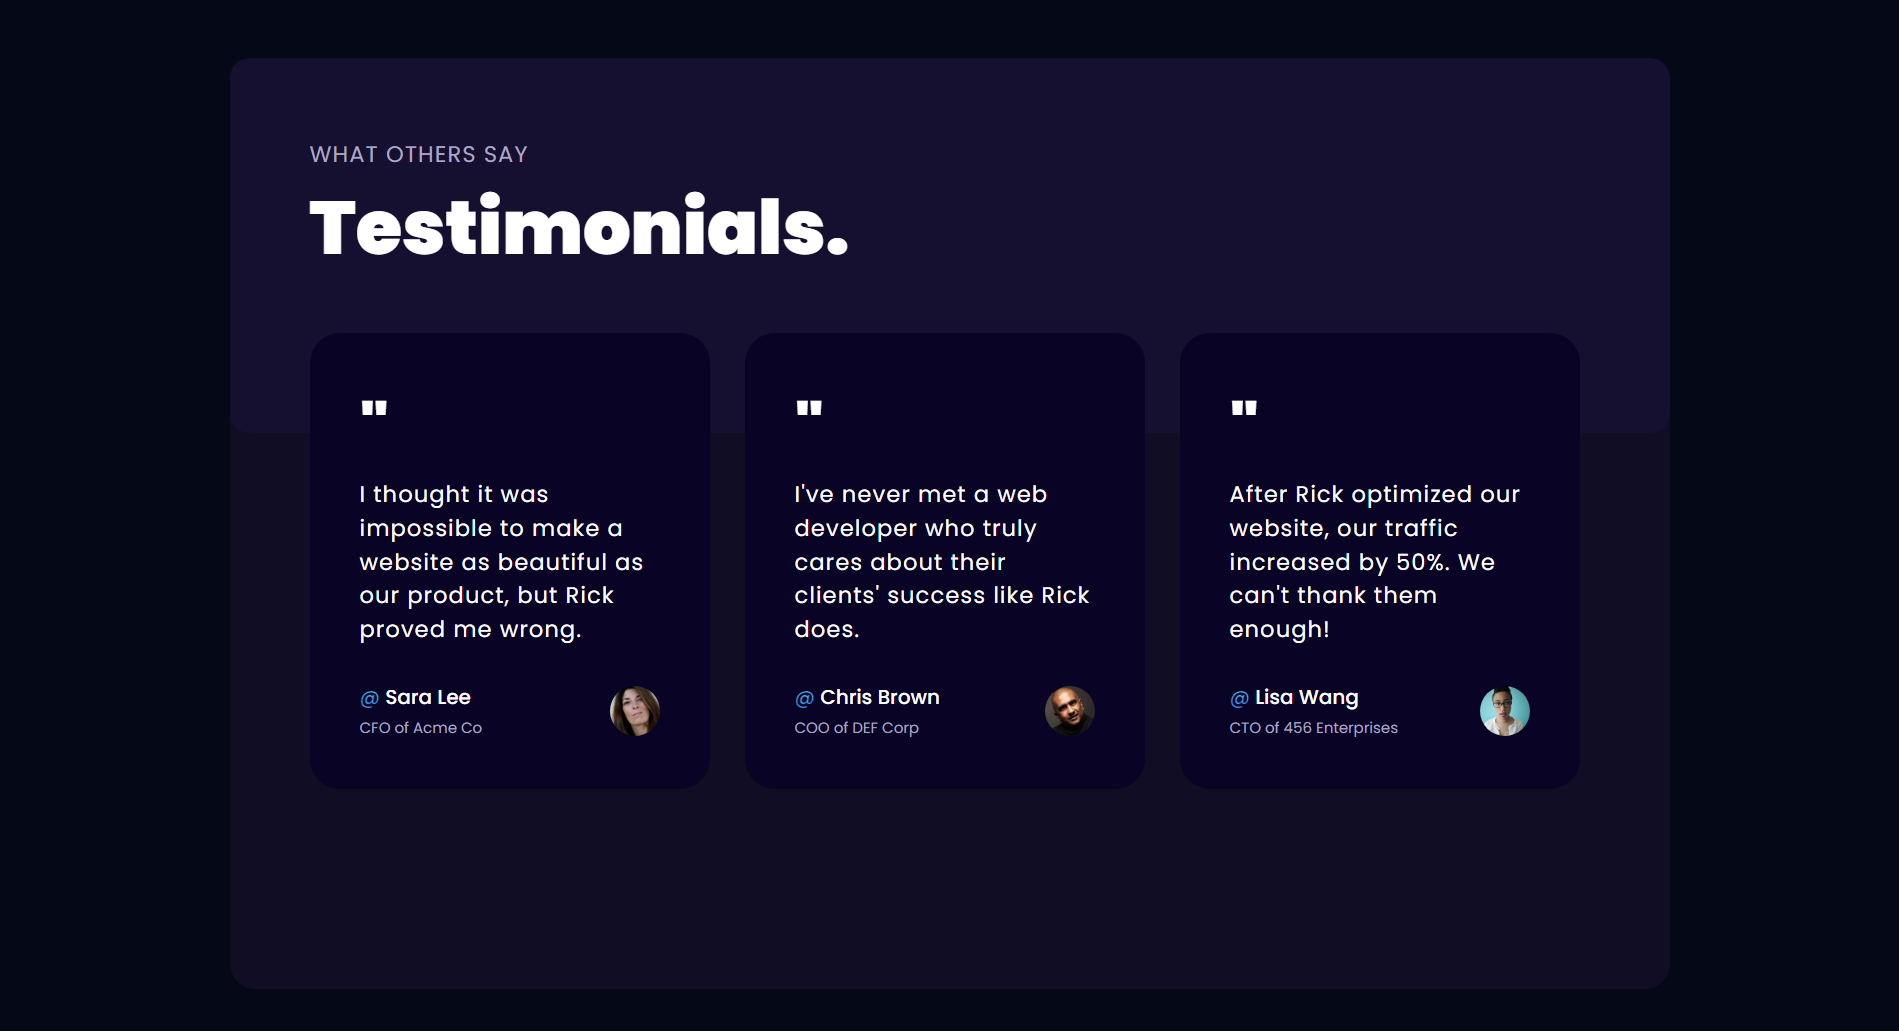 WHAT OTHERS SAY
Testimonials.
"
I thought it was
impossible to make a
website as beautiful as
our product, but Rick
proved me wrong.
@ Sara Lee
CFO of Acme Co
"
I've never met a web
developer who truly
cares about their
clients' success like Rick
does.
@ Chris Brown
COO of DEF Corp
"
After Rick optimized our
website, our traffic
increased by 50%. We
can't thank them
enough!
@ Lisa Wang
CTO of 456 Enterprises